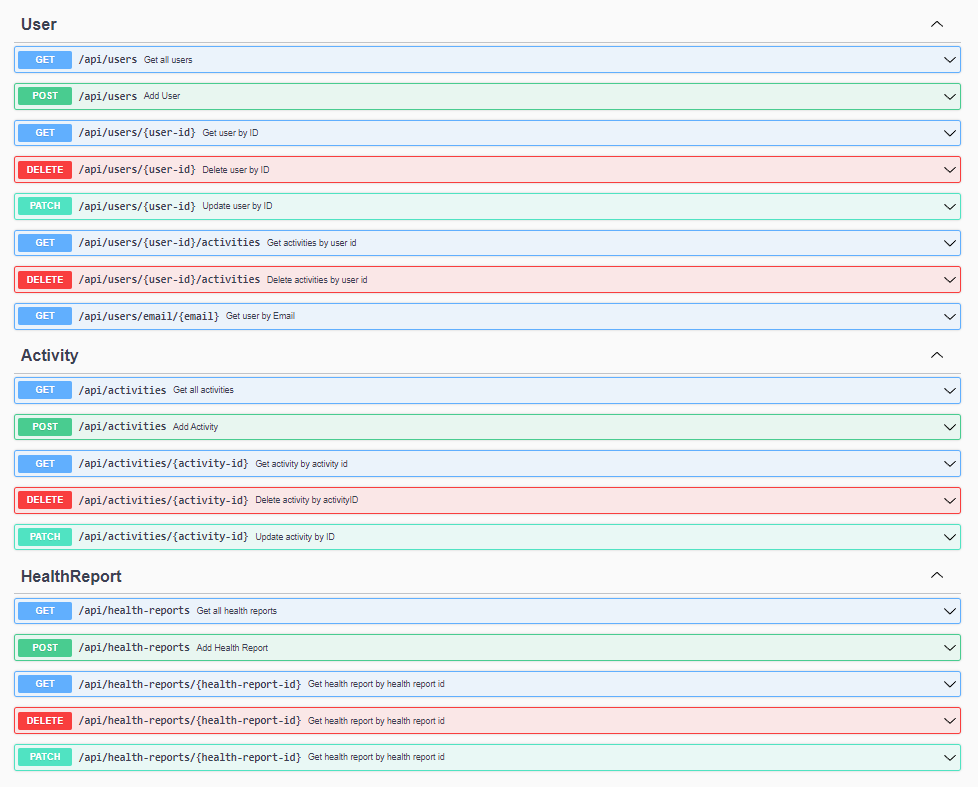 User
GET /api/users Get all users
POST /api/users Add User
GET /api/users/{user-id} Get user by ID
DELETE /api/users/{user-id} Delete user by ID
PATCH /api/users/{user-id} Update user by ID
GET /api/users/{user-id}/activities Get activities by user id
DELETE /api/users/{user-id}/activities Delete activities by user id
GET /api/users/email/{email} Get user by Email
Activity
GET /api/activities Get all activities
POST /api/activities Add Activity
GET /api/activities/{activity-id} Get activity by activity id
DELETE /api/activities/{activity-id} Delete activity by activityID
PATCH /api/activities/{activity-id} Update activity by ID
HealthReport
GET /api/health-reports Get all health reports
POST /api/health-reports Add Health Report
GET /api/health-reports/{health-report-id} Get health report by health report id
DELETE /api/health-reports/{health-report-id} Get health report by health report id
PATCH /api/health-reports/{health-report-id} Get health report by health report id